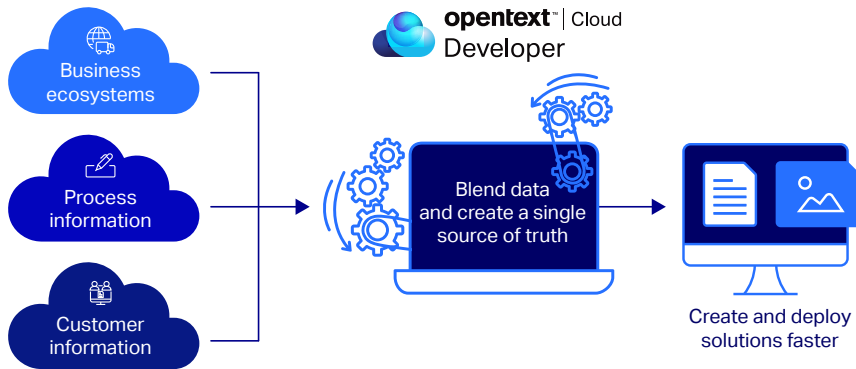 opentext™ | Cloud
Developer
Business
ecosystems
Process
information
Customer
information
Blend data
and create a single
source of truth
Create and deploy
solutions faster